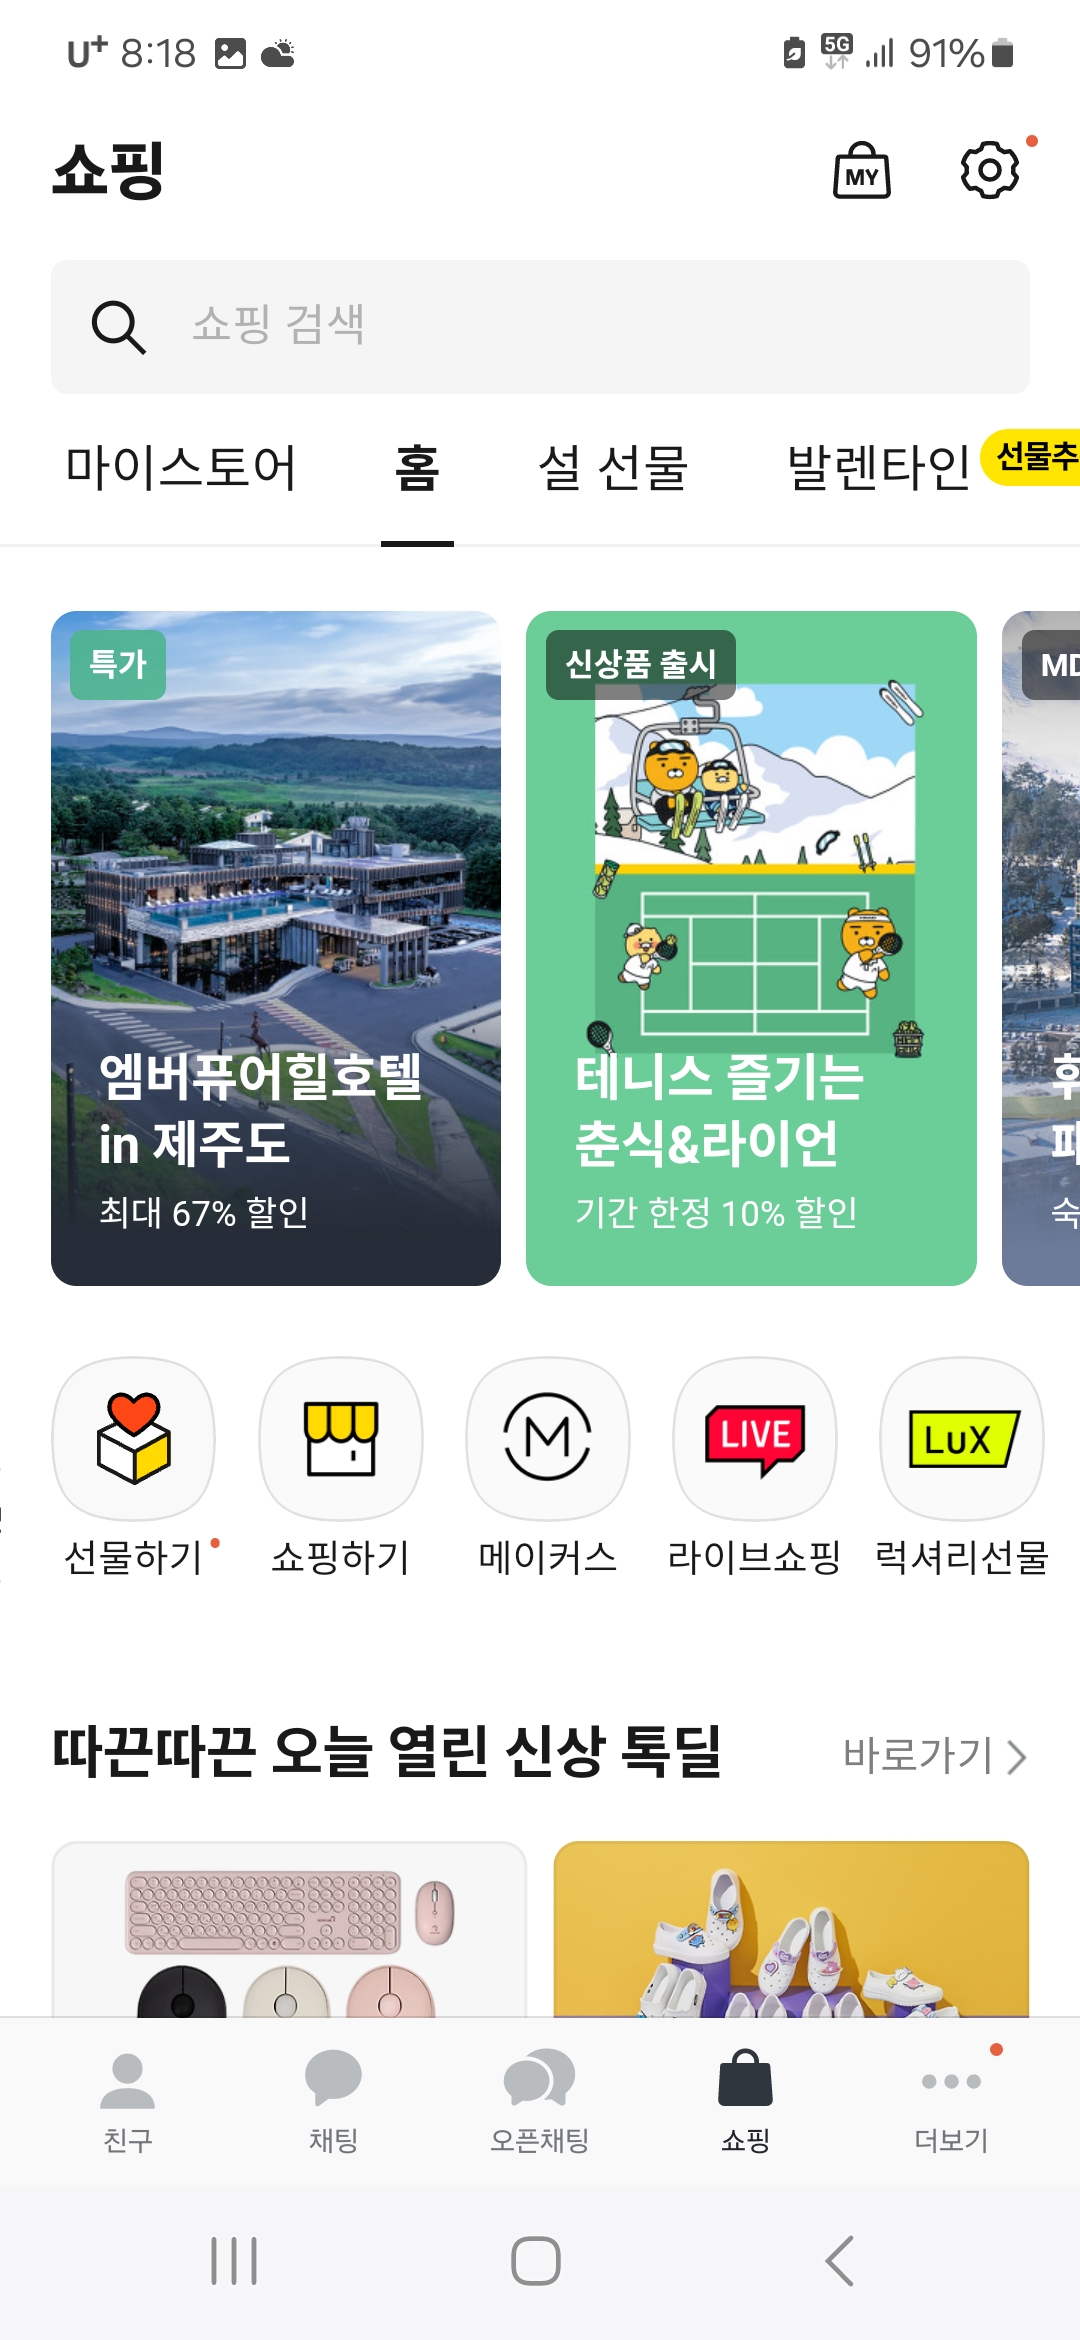 U+ 8:18 5G 91%
쇼핑
MY
쇼핑 검색
마이스토어 홈 설 선물 발렌타인 선물추
특가
신상품 출시
MD
엠버퓨어힐호텔
in 제주도
최대 67% 할인
테니스 즐기는
춘식&라이언
기간 한정 10% 할인
숙
M
LIVE
LuX
선물하기 쇼핑하기 메이커스 라이브쇼핑 럭셔리선물
따끈따끈 오늘 열린 신상 톡딜
바로가기
친구 채팅 오픈채팅 쇼핑 더보기